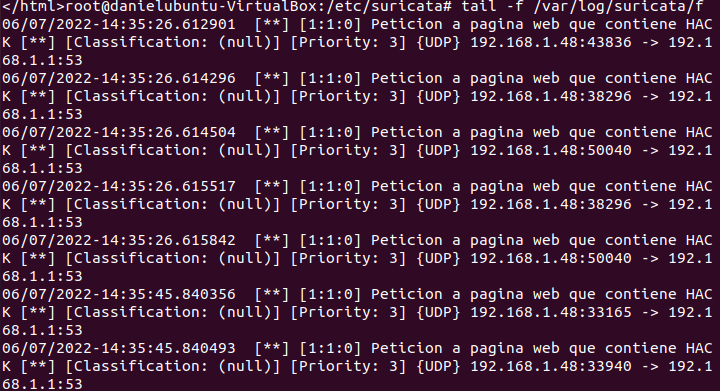 </html>root@danielubuntu-VirtualBox:/etc/suricata# tail -f /var/log/suricata/f
06/07/2022-14:35:26.612901  [**] [1:1:0] Peticion a pagina web que contiene HAC
K [**] [Classification: (null)] [Priority: 3] {UDP} 192.168.1.48:43836 -> 192.1
68.1.1:53
06/07/2022-14:35:26.614296  [**] [1:1:0] Peticion a pagina web que contiene HAC
K [**] [Classification: (null)] [Priority: 3] {UDP} 192.168.1.48:38296 -> 192.1
68.1.1:53
06/07/2022-14:35:26.614504  [**] [1:1:0] Peticion a pagina web que contiene HAC
K [**] [Classification: (null)] [Priority: 3] {UDP} 192.168.1.48:50040 -> 192.1
68.1.1:53
06/07/2022-14:35:26.615517  [**] [1:1:0] Peticion a pagina web que contiene HAC
K [**] [Classification: (null)] [Priority: 3] {UDP} 192.168.1.48:38296 -> 192.1
68.1.1:53
06/07/2022-14:35:26.615842  [**] [1:1:0] Peticion a pagina web que contiene HAC
K [**] [Classification: (null)] [Priority: 3] {UDP} 192.168.1.48:50040 -> 192.1
68.1.1:53
06/07/2022-14:35:45.840356  [**] [1:1:0] Peticion a pagina web que contiene HAC
K [**] [Classification: (null)] [Priority: 3] {UDP} 192.168.1.48:33165 -> 192.1
68.1.1:53
06/07/2022-14:35:45.840493  [**] [1:1:0] Peticion a pagina web que contiene HAC
K [**] [Classification: (null)] [Priority: 3] {UDP} 192.168.1.48:33940 -> 192.1
68.1.1:53